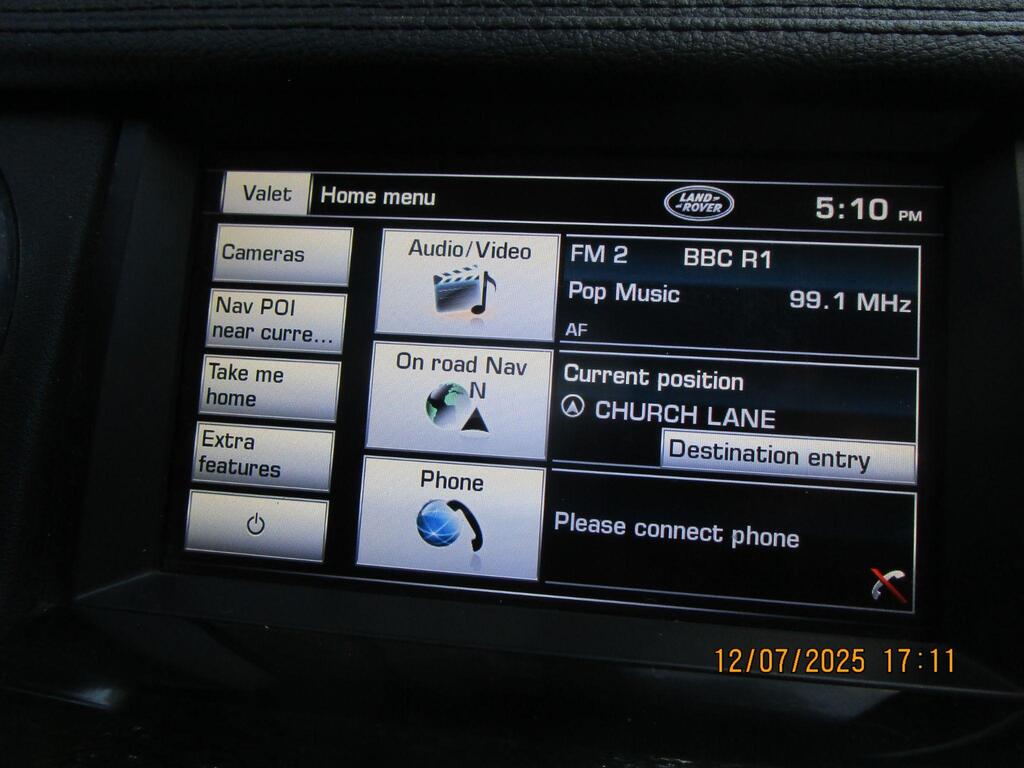 Valet Home menu LAND-ROVER 5:10 PM
Cameras
Nav POI
near curre...
Take me
home
Extra
features
Audio/Video
FM 2 BBC R1
Pop Music 99.1 MHz
AF
On road Nav
N
Current position
CHURCH LANE
Destination entry
Phone
Please connect phone
12/07/2025 17:11